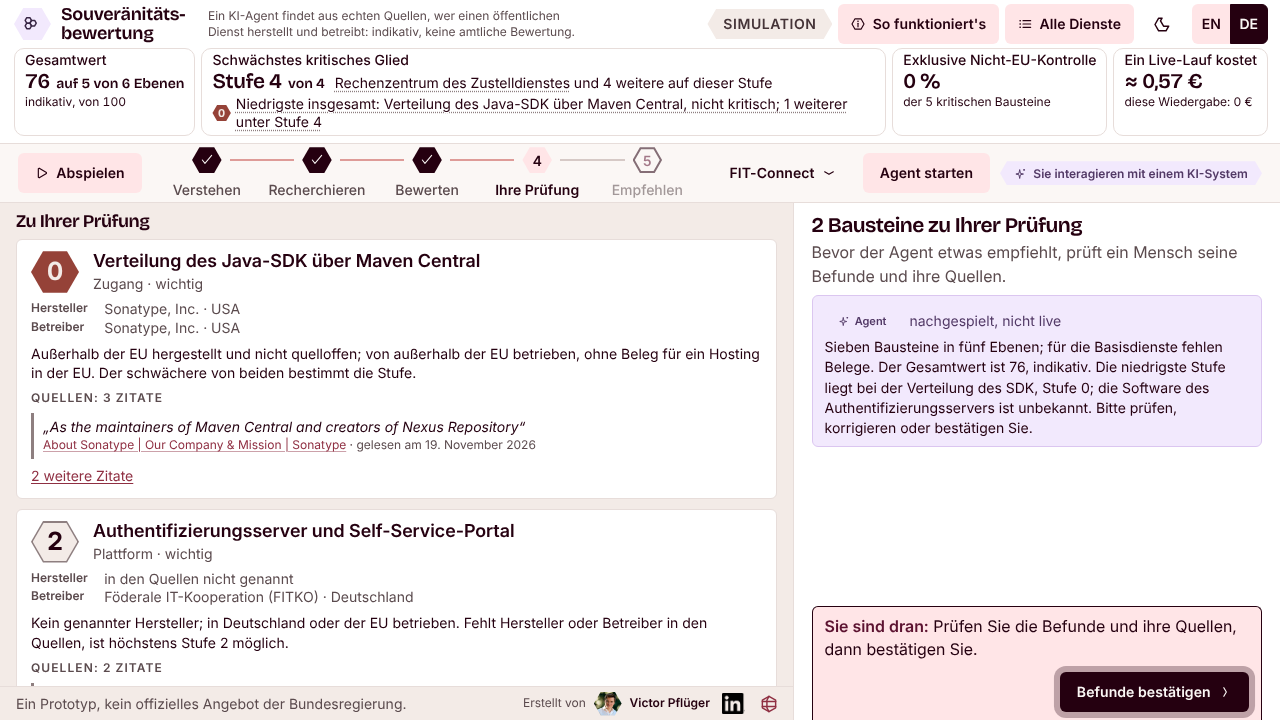 Souveränitäts-
bewertung
Ein KI-Agent findet aus echten Quellen, wer einen öffentlichen
Dienst herstellt und betreibt: indikativ, keine amtliche Bewertung.
SIMULATION
So funktioniert's
Alle Dienste
EN
DE
Gesamtwert
76 auf 5 von 6 Ebenen
indikativ, von 100
Schwächstes kritisches Glied
Stufe 4 von 4 Rechenzentrum des Zustelldienstes und 4 weitere auf dieser Stufe
0 Niedrigste insgesamt: Verteilung des Java-SDK über Maven Central, nicht kritisch; 1 weiterer
unter Stufe 4
Exklusive Nicht-EU-Kontrolle
0 %
der 5 kritischen Bausteine
Ein Live-Lauf kostet
≈ 0,57 €
diese Wiedergabe: 0 €
Abspielen
Verstehen
Recherchieren
Bewerten
4
Ihre Prüfung
5
Empfehlen
FIT-Connect
Agent starten
Sie interagieren mit einem KI-System
Zu Ihrer Prüfung
0
Verteilung des Java-SDK über Maven Central
Zugang · wichtig
Hersteller Sonatype, Inc. · USA
Betreiber Sonatype, Inc. · USA
Außerhalb der EU hergestellt und nicht quelloffen; von außerhalb der EU betrieben, ohne Beleg für ein Hosting
in der EU. Der schwächere von beiden bestimmt die Stufe.
QUELLEN: 3 ZITATE
„As the maintainers of Maven Central and creators of Nexus Repository“
About Sonatype | Our Company & Mission | Sonatype · gelesen am 19. November 2026
2 weitere Zitate
2
Authentifizierungsserver und Self-Service-Portal
Plattform · wichtig
Hersteller in den Quellen nicht genannt
Betreiber Föderale IT-Kooperation (FITKO) · Deutschland
Kein genannter Hersteller; in Deutschland oder der EU betrieben. Fehlt Hersteller oder Betreiber in den
Quellen, ist höchstens Stufe 2 möglich.
QUELLEN: 2 ZITATE
Ein Prototyp, kein offizielles Angebot der Bundesregierung.
Erstellt von Victor Pflüger
in
2 Bausteine zu Ihrer Prüfung
Bevor der Agent etwas empfiehlt, prüft ein Mensch seine
Befunde und ihre Quellen.
Agent nachgespielt, nicht live
Sieben Bausteine in fünf Ebenen; für die Basisdienste fehlen
Belege. Der Gesamtwert ist 76, indikativ. Die niedrigste Stufe
liegt bei der Verteilung des SDK, Stufe 0; die Software des
Authentifizierungsservers ist unbekannt. Bitte prüfen,
korrigieren oder bestätigen Sie.
Sie sind dran: Prüfen Sie die Befunde und ihre Quellen,
dann bestätigen Sie.
Befunde bestätigen